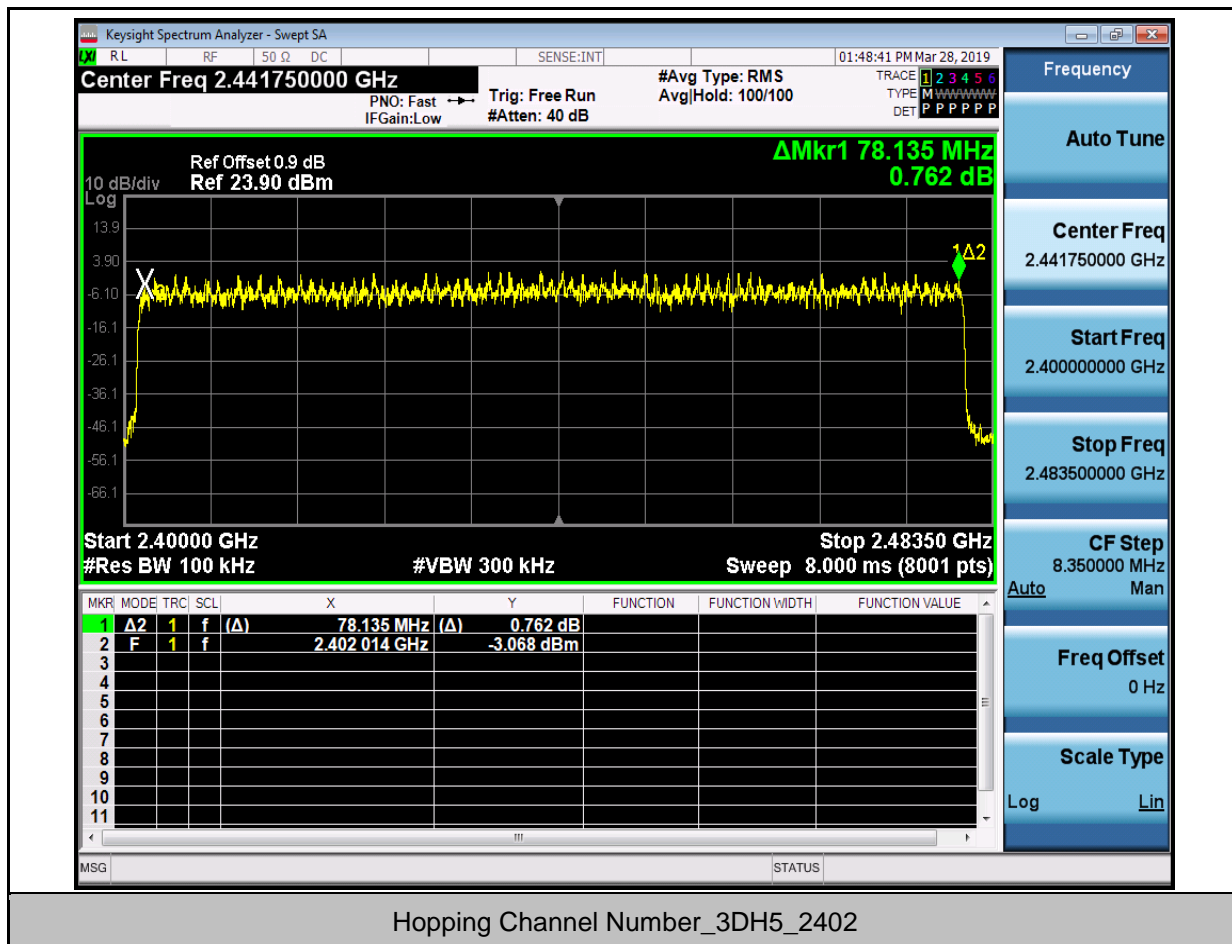 Keysight Spectrum Analyzer - Swept SA
LXI RL RF 50 Ω DC SENSE:INT 01:48:41 PM Mar 28, 2019
Center Freq 2.441750000 GHz
PNO: Fast
IFGain:Low
Trig: Free Run
#Atten: 40 dB
#Avg Type: RMS
Avg|Hold: 100/100
TRACE 1 2 3 4 5 6
TYPE M WWWWW
DET P P P P P P
Ref Offset 0.9 dB
Ref 23.90 dBm
10 dB/div
Log
ΔMkr1 78.135 MHz
0.762 dB
13.9
3.90
-6.10
-16.1
-26.1
-36.1
-46.1
-56.1
-66.1
1Δ2
Start 2.40000 GHz Stop 2.48350 GHz
#Res BW 100 kHz #VBW 300 kHz Sweep 8.000 ms (8001 pts)
MKR MODE TRC SCL X Y FUNCTION FUNCTION WIDTH FUNCTION VALUE
1 Δ2 1 f (Δ) 78.135 MHz (Δ) 0.762 dB
2 F 1 f 2.402 014 GHz -3.068 dBm
3
4
5
6
7
8
9
10
11
MSG STATUS
Frequency
Auto Tune
Center Freq
2.441750000 GHz
Start Freq
2.400000000 GHz
Stop Freq
2.483500000 GHz
CF Step
8.350000 MHz
Auto Man
Freq Offset
0 Hz
Scale Type
Log Lin
Hopping Channel Number_3DH5_2402